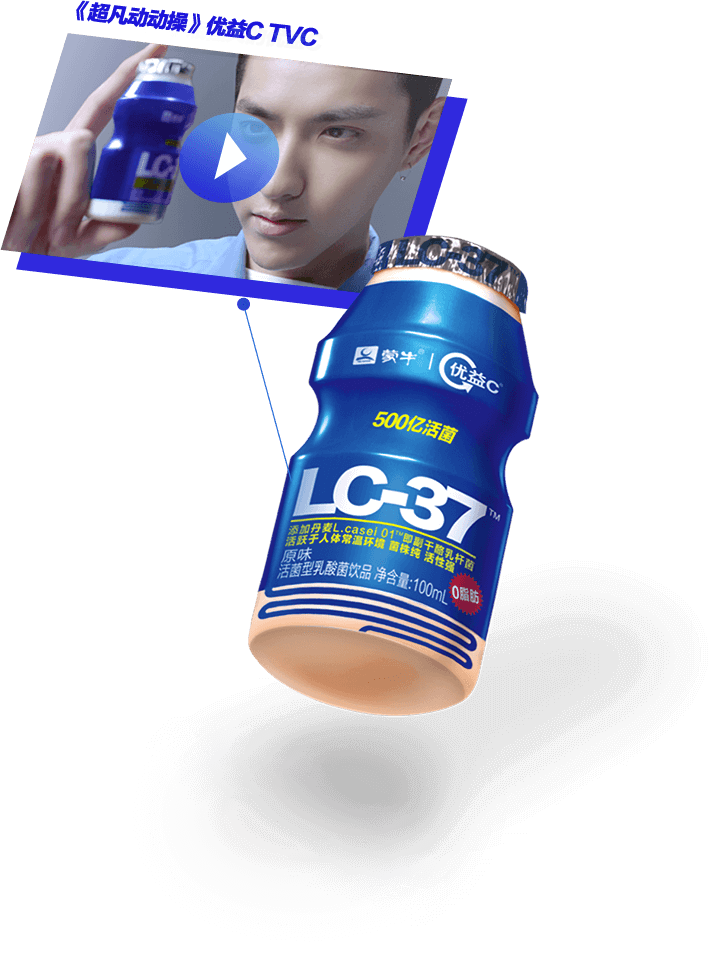 《超凡动动操》优益C TVC
LC-37
蒙牛® 优益C®
500亿活菌
LC-37™
添加丹麦L.casei 01™即副干酪乳杆菌
活跃于人体常温环境 菌株纯 活性强
原味
活菌型乳酸菌饮品 净含量:100mL
0脂肪